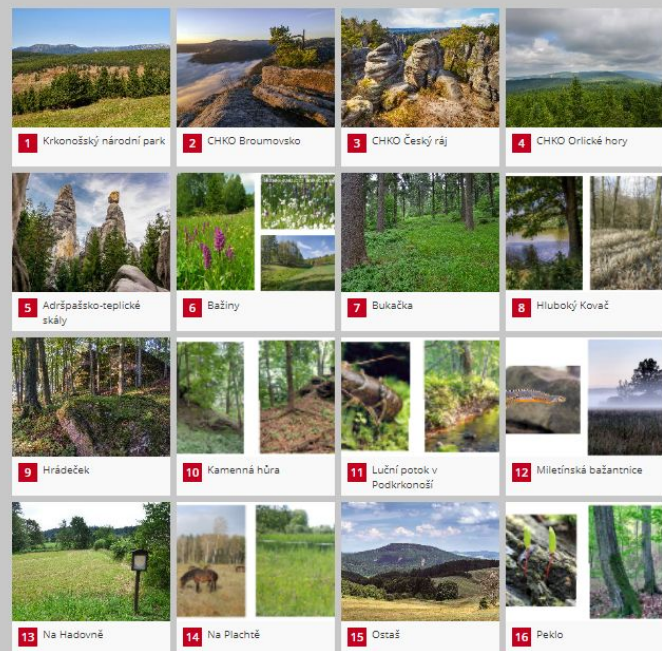 1 Krkonošský národní park
2 CHKO Broumovsko
3 CHKO Český ráj
4 CHKO Orlické hory
5 Adršpašsko-teplické
skály
6 Bažiny
7 Bukačka
8 Hluboký Kovač
9 Hrádeček
10 Kamenná hůra
11 Luční potok v
Podkrkonoší
12 Miletínská bažantnice
13 Na Hadovně
14 Na Plachtě
15 Ostaš
16 Peklo